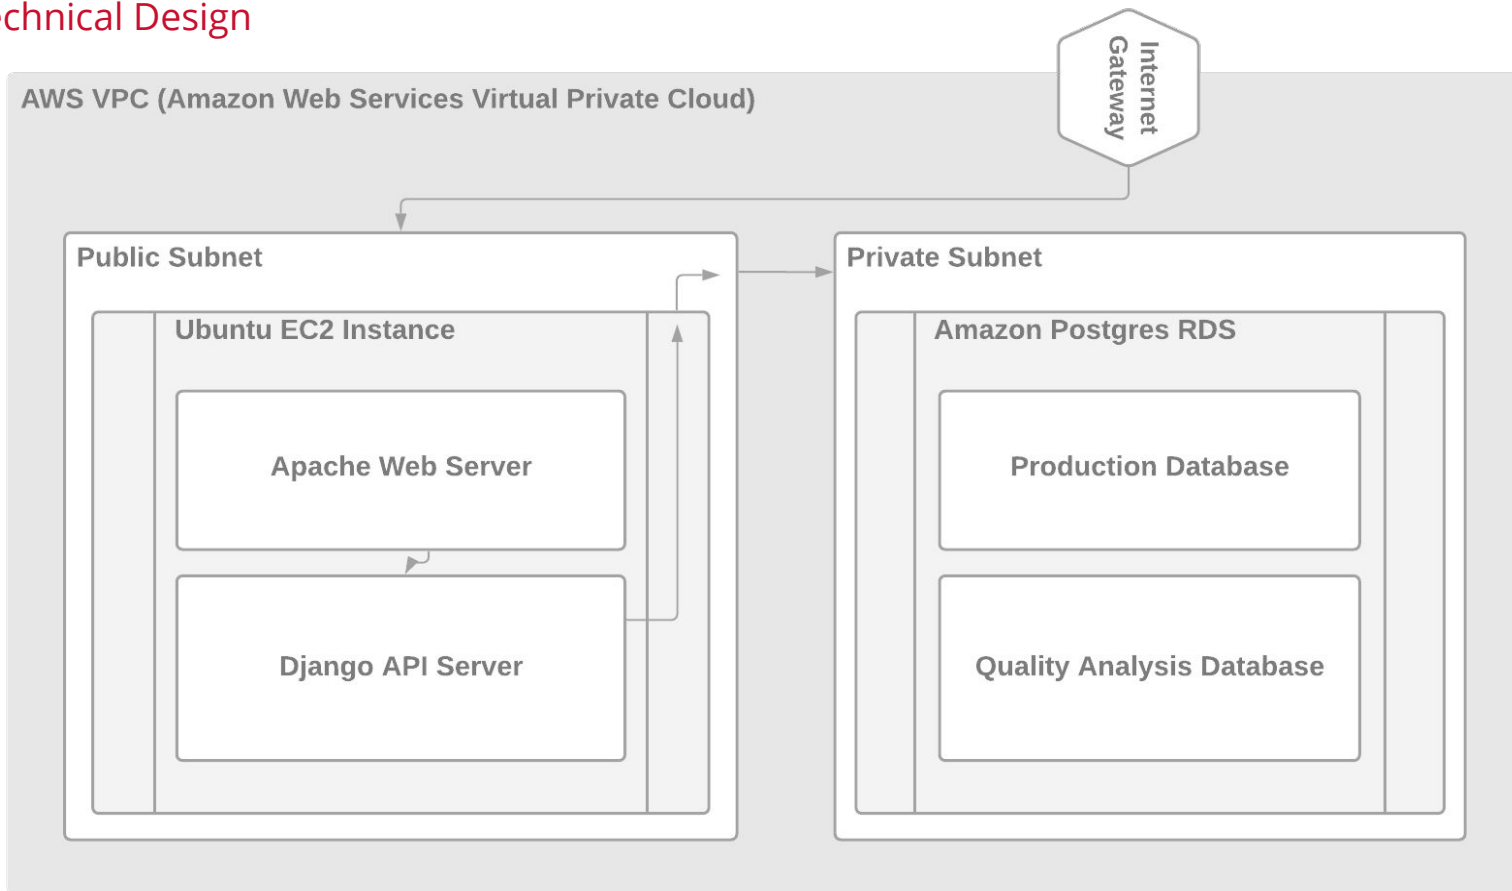 echnical Design
Internet
Gateway
AWS VPC (Amazon Web Services Virtual Private Cloud)
Public Subnet
Ubuntu EC2 Instance
Apache Web Server
Django API Server
Private Subnet
Amazon Postgres RDS
Production Database
Quality Analysis Database